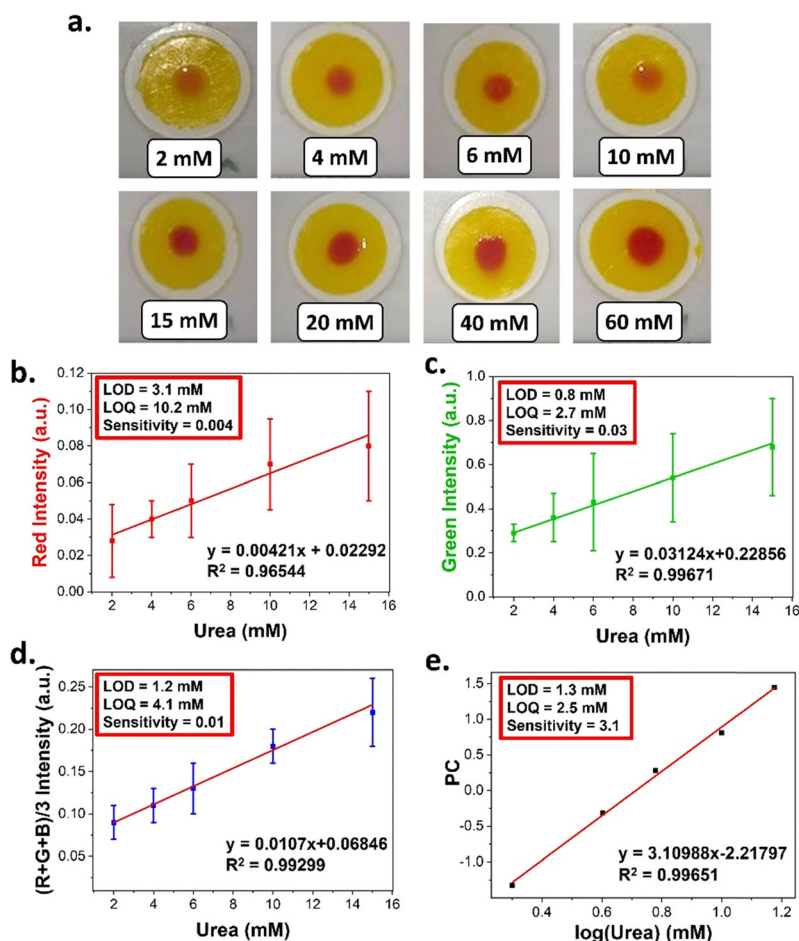 a.
2 mM
4 mM
6 mM
10 mM
15 mM
20 mM
40 mM
60 mM
b.
LOD = 3.1 mM
LOQ = 10.2 mM
Sensitivity = 0.004
y = 0.00421x + 0.02292
R² = 0.96544
Red Intensity (a.u.)
0.12
0.10
0.08
0.06
0.04
0.02
0.00
2 4 6 8 10 12 14 16
Urea (mM)
c.
LOD = 0.8 mM
LOQ = 2.7 mM
Sensitivity = 0.03
y = 0.03124x+0.22856
R² = 0.99671
Green Intensity (a.u.)
1.0
0.8
0.6
0.4
0.2
0.0
2 4 6 8 10 12 14 16
Urea (mM)
d.
LOD = 1.2 mM
LOQ = 4.1 mM
Sensitivity = 0.01
y = 0.0107x+0.06846
R² = 0.99299
(R+G+B)/3 Intensity (a.u.)
0.25
0.20
0.15
0.10
0.05
2 4 6 8 10 12 14 16
Urea (mM)
e.
LOD = 1.3 mM
LOQ = 2.5 mM
Sensitivity = 3.1
y = 3.10988x-2.21797
R² = 0.99651
PC
1.5
1.0
0.5
0.0
-0.5
-1.0
0.4 0.6 0.8 1.0 1.2
log(Urea) (mM)